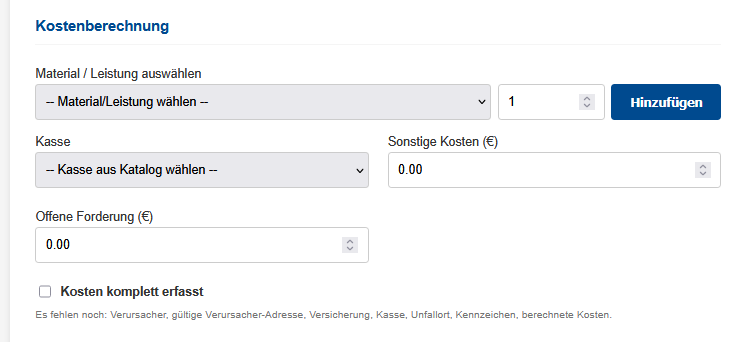 Kostenberechnung
Material / Leistung auswählen
-- Material/Leistung wählen --
1
Hinzufügen
Kasse
Sonstige Kosten (€)
-- Kasse aus Katalog wählen --
0.00
Offene Forderung (€)
0.00
Kosten komplett erfasst
Es fehlen noch: Verursacher, gültige Verursacher-Adresse, Versicherung, Kasse, Unfallort, Kennzeichen, berechnete Kosten.